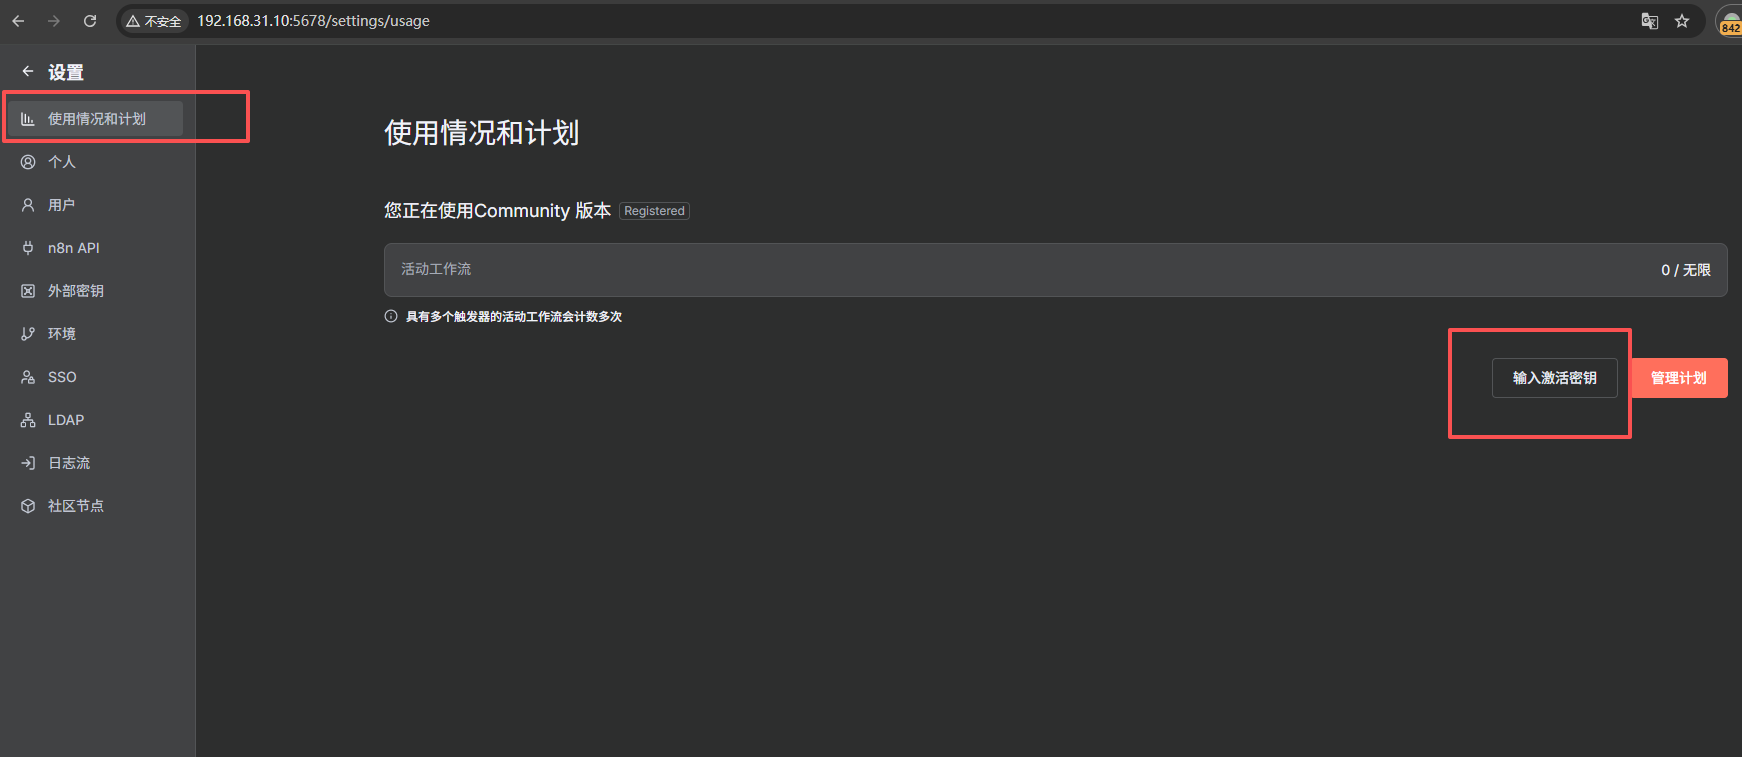 不安全
192.168.31.10:5678/settings/usage
842
设置
使用情况和计划
个人
用户
n8n API
外部密钥
环境
SSO
LDAP
日志流
社区节点
使用情况和计划
您正在使用Community 版本 Registered
活动工作流 0 / 无限
具有多个触发器的活动工作流会计数多次
输入激活密钥 管理计划